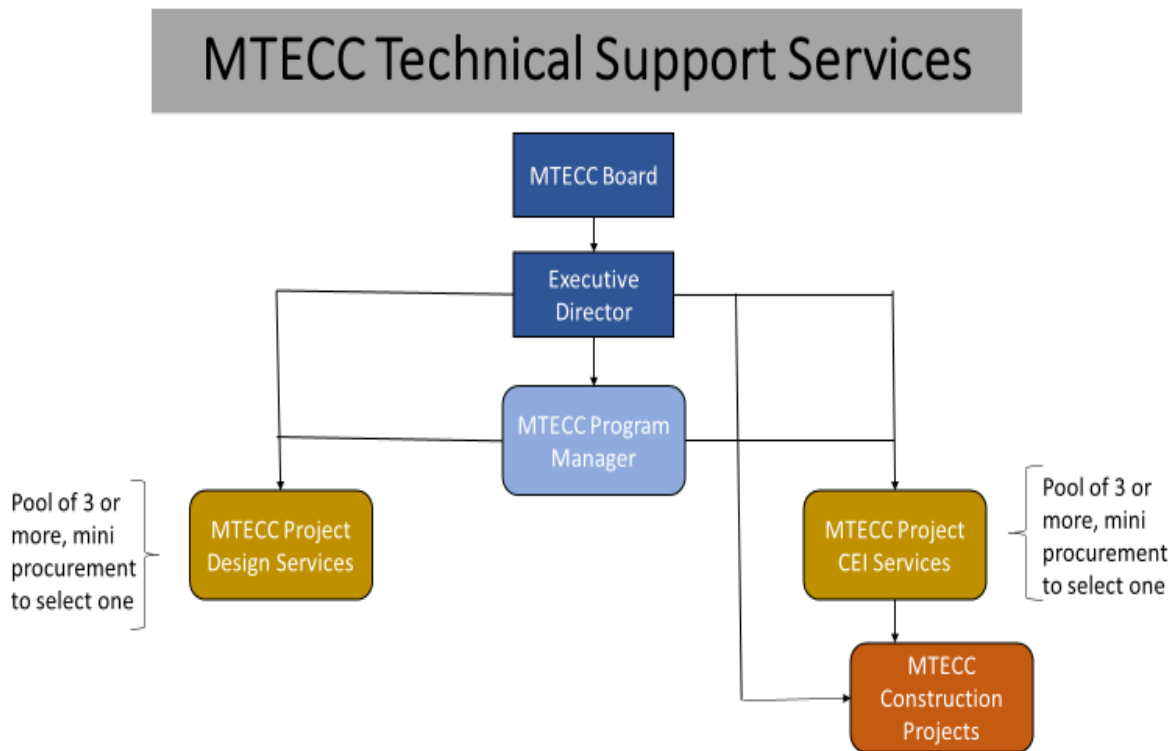 MTECC Technical Support Services
MTECC Board
Executive
Director
MTECC Program
Manager
Pool of 3 or
more, mini
procurement
to select one
MTECC Project
Design Services
MTECC Project
CEI Services
Pool of 3 or
more, mini
procurement
to select one
MTECC
Construction
Projects